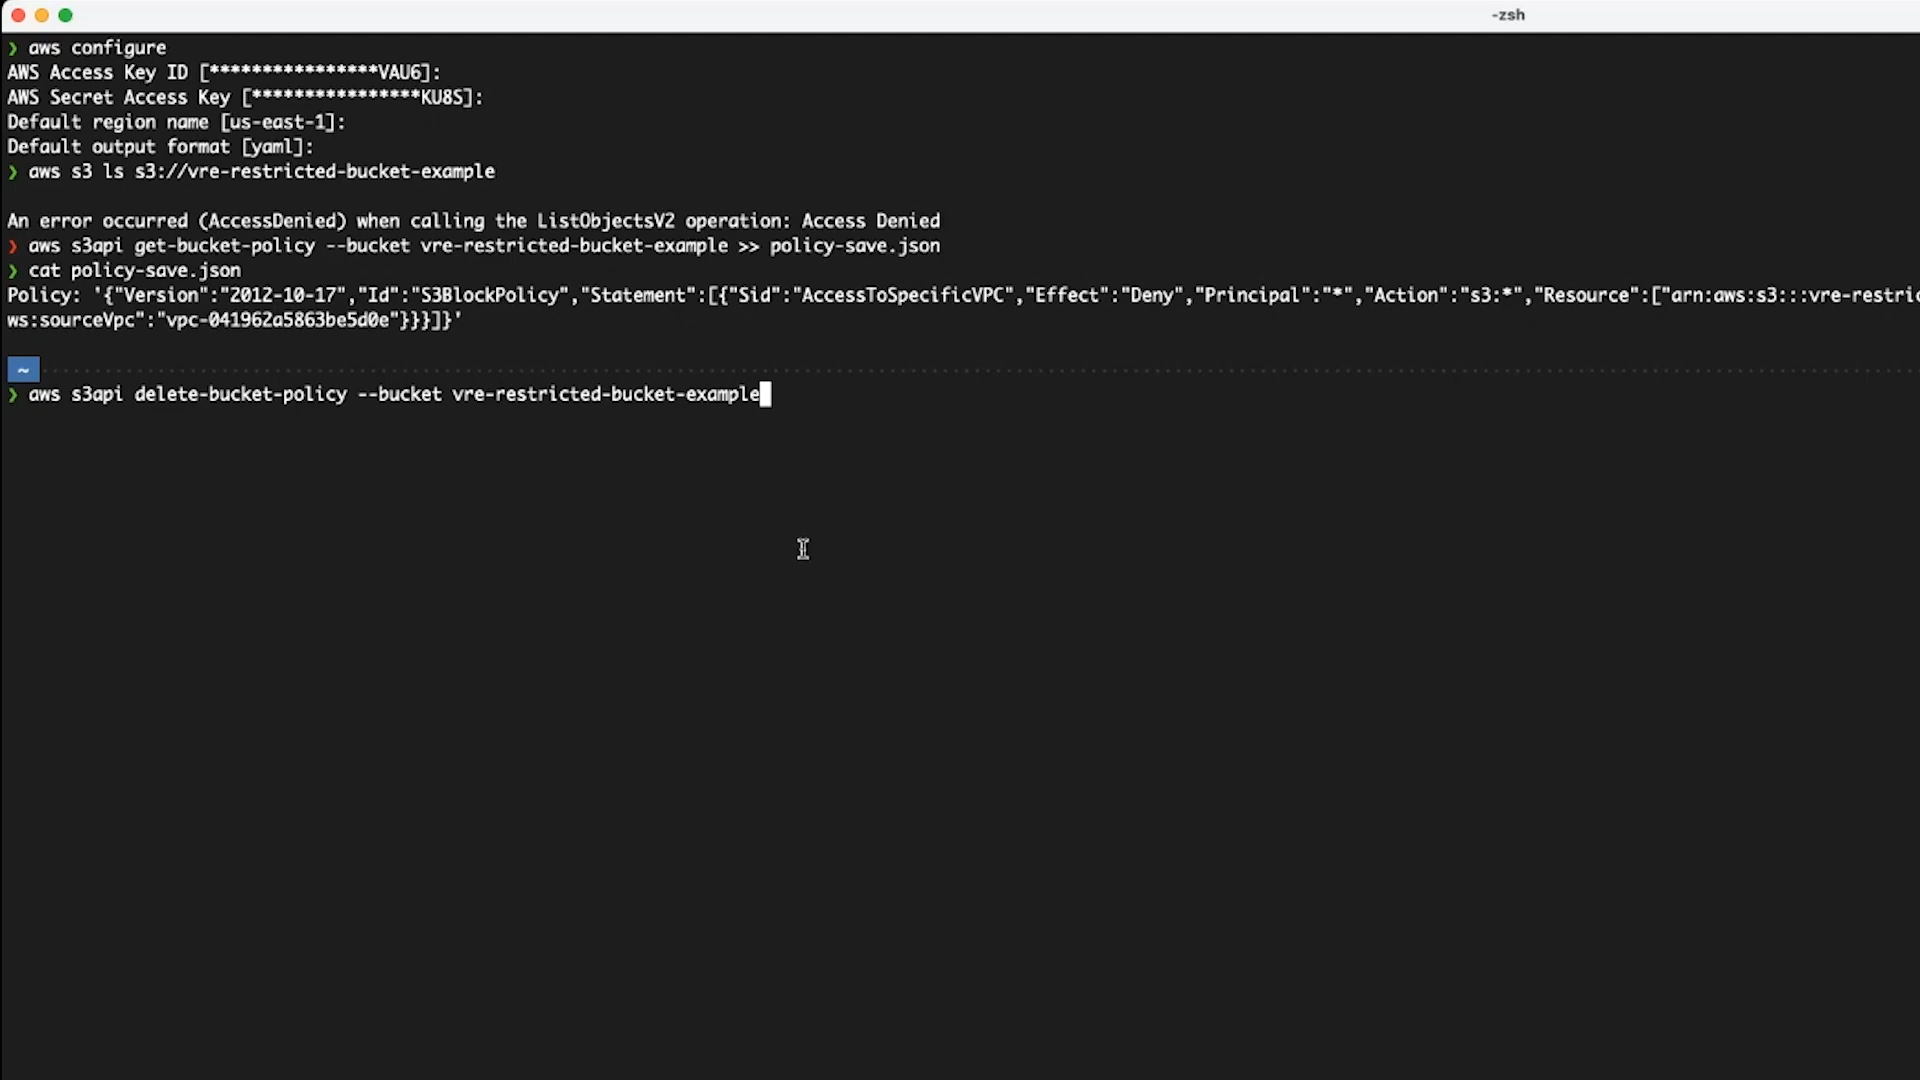 -zsh
❯ aws configure
AWS Access Key ID [****************VAU6]:
AWS Secret Access Key [****************KU8S]:
Default region name [us-east-1]:
Default output format [yaml]:
❯ aws s3 ls s3://vre-restricted-bucket-example
An error occurred (AccessDenied) when calling the ListObjectsV2 operation: Access Denied
❯ aws s3api get-bucket-policy --bucket vre-restricted-bucket-example >> policy-save.json
❯ cat policy-save.json
Policy: '{"Version":"2012-10-17","Id":"S3BlockPolicy","Statement":[{"Sid":"AccessToSpecificVPC","Effect":"Deny","Principal":"*","Action":"s3:*","Resource":["arn:aws:s3:::vre-restric
ws:sourceVpc":"vpc-041962a5863be5d0e"}}}]}'
~
❯ aws s3api delete-bucket-policy --bucket vre-restricted-bucket-example